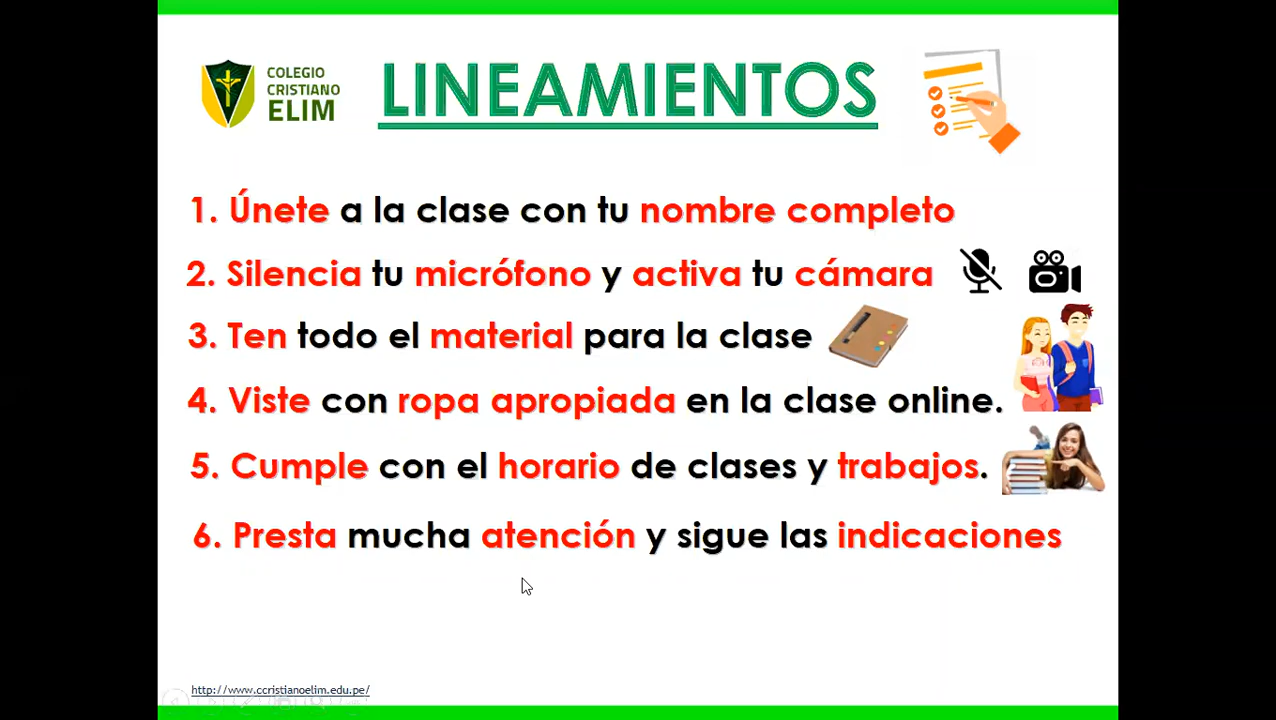 COLEGIO
CRISTIANO
ELIM
LINEAMIENTOS
1. Únete a la clase con tu nombre completo
2. Silencia tu micrófono y activa tu cámara
3. Ten todo el material para la clase
4. Viste con ropa apropiada en la clase online.
5. Cumple con el horario de clases y trabajos.
6. Presta mucha atención y sigue las indicaciones
http://www.ccristianoelim.edu.pe/